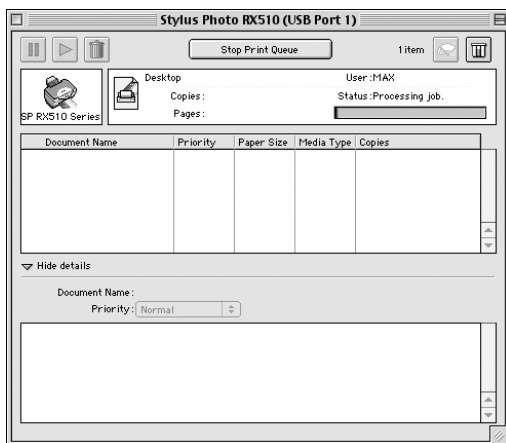 Stylus Photo RX510 (USB Port 1)
Stop Print Queue
1 item
SP RX510 Series
Desktop
User :MAX
Copies :
Status :Processing job.
Pages :
Document Name Priority Paper Size Media Type Copies
Hide details
Document Name :
Priority : Normal